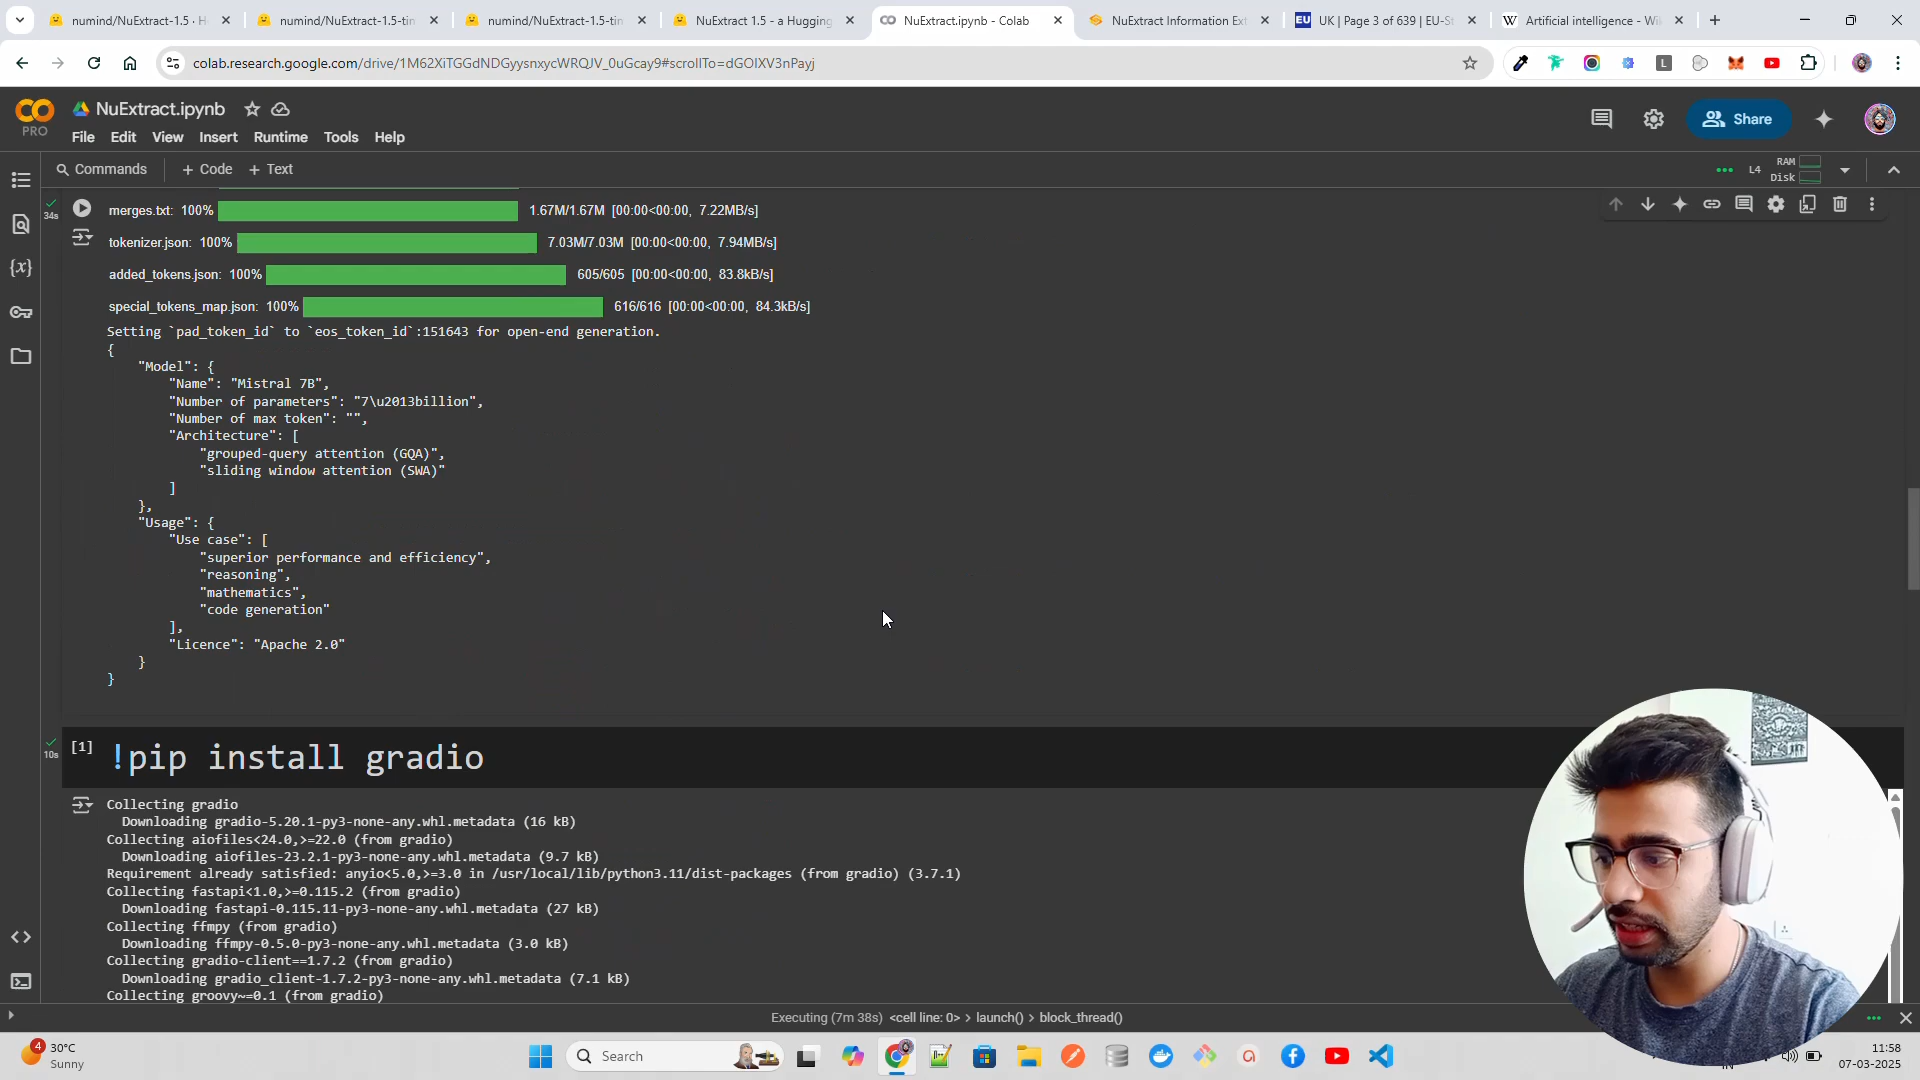 numind/NuExtract-1.5 · H
numind/NuExtract-1.5-tin
numind/NuExtract-1.5-tin
NuExtract 1.5 - a Hugging
NuExtract.ipynb - Colab
NuExtract Information Ext
EU UK | Page 3 of 639 | EU-St
W Artificial intelligence - Wi
colab.research.google.com/drive/1M62XiTGGdNDGyysnxycWRQJV_0uGcay9#scrollTo=dGOIXV3nPayj
NuExtract.ipynb
PRO
File Edit View Insert Runtime Tools Help
Share
Commands + Code + Text
L4 RAM Disk
34s
merges.txt: 100% 1.67M/1.67M [00:00<00:00, 7.22MB/s]
tokenizer.json: 100% 7.03M/7.03M [00:00<00:00, 7.94MB/s]
added_tokens.json: 100% 605/605 [00:00<00:00, 83.8kB/s]
special_tokens_map.json: 100% 616/616 [00:00<00:00, 84.3kB/s]
Setting `pad_token_id` to `eos_token_id`:151643 for open-end generation.
{
"Model": {
"Name": "Mistral 7B",
"Number of parameters": "7\u2013billion",
"Number of max token": "",
"Architecture": [
"grouped-query attention (GQA)",
"sliding window attention (SWA)"
]
},
"Usage": {
"Use case": [
"superior performance and efficiency",
"reasoning",
"mathematics",
"code generation"
],
"Licence": "Apache 2.0"
}
}
10s
[1] !pip install gradio
Collecting gradio
Downloading gradio-5.20.1-py3-none-any.whl.metadata (16 kB)
Collecting aiofiles<24.0,>=22.0 (from gradio)
Downloading aiofiles-23.2.1-py3-none-any.whl.metadata (9.7 kB)
Requirement already satisfied: anyio<5.0,>=3.0 in /usr/local/lib/python3.11/dist-packages (from gradio) (3.7.1)
Collecting fastapi<1.0,>=0.115.2 (from gradio)
Downloading fastapi-0.115.11-py3-none-any.whl.metadata (27 kB)
Collecting ffmpy (from gradio)
Downloading ffmpy-0.5.0-py3-none-any.whl.metadata (3.0 kB)
Collecting gradio-client==1.7.2 (from gradio)
Downloading gradio_client-1.7.2-py3-none-any.whl.metadata (7.1 kB)
Collecting groovy~=0.1 (from gradio)
Executing (7m 38s) <cell line: 0> > launch() > block_thread()
4
30°C
Sunny
Search
IN
11:58
07-03-2025